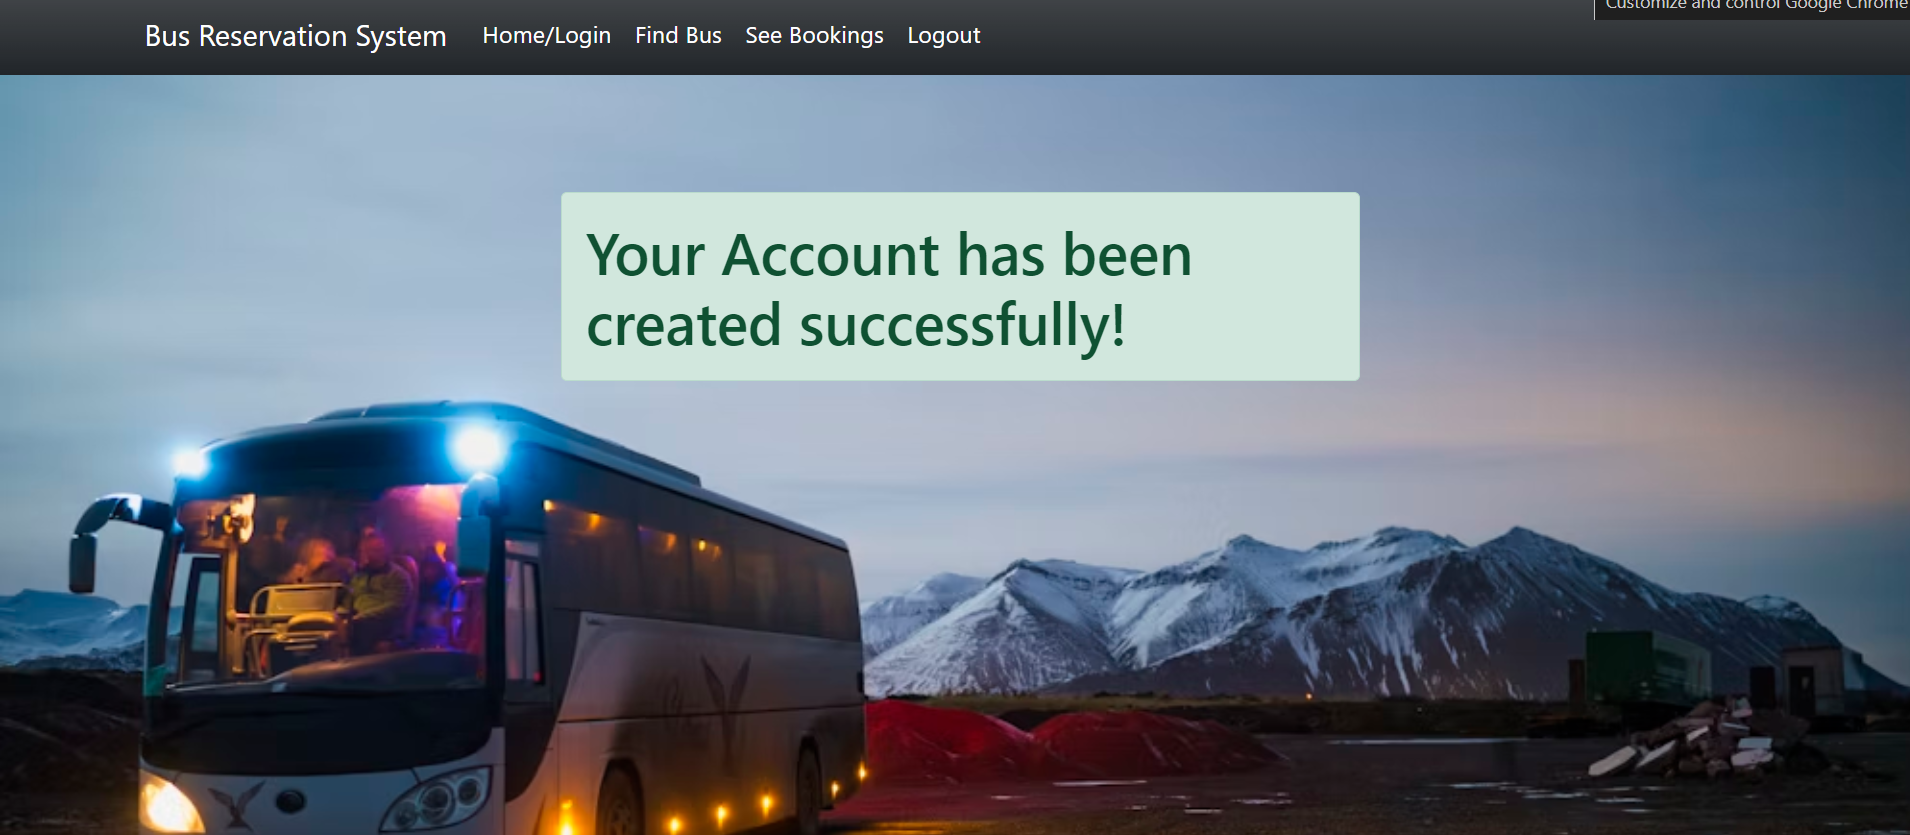 Customize and control Google Chrome
Bus Reservation System Home/Login Find Bus See Bookings Logout
Your Account has been
created successfully!